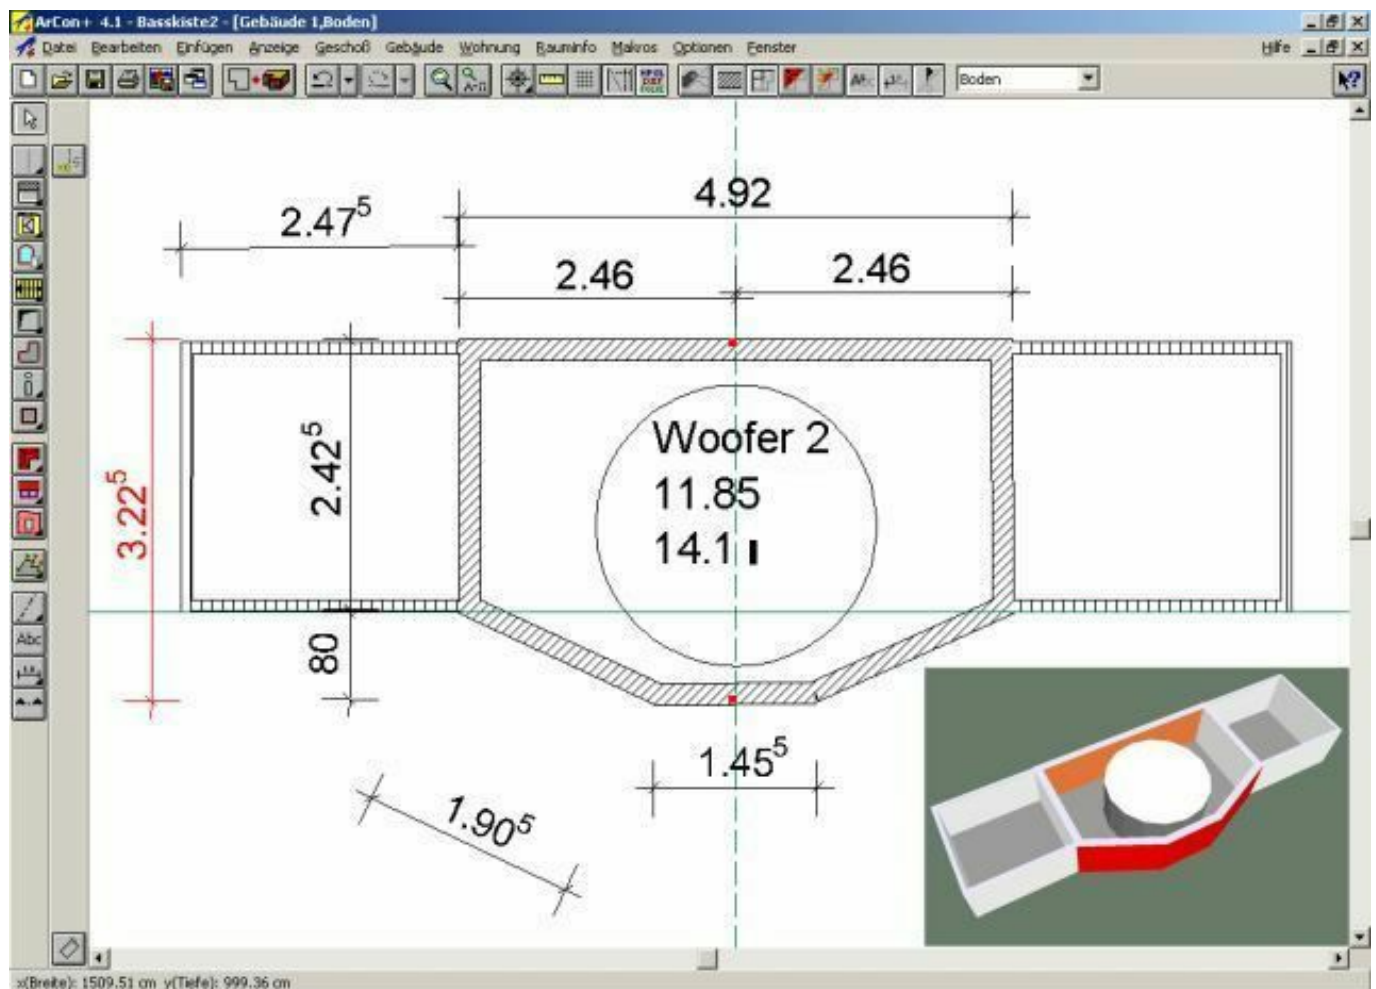 ArCon+ 4.1 - Basskiste2 - [Gebäude 1,Boden]
Datei Bearbeiten Einfügen Anzeige Geschoß Gebäude Wohnung Rauminfo Makros Optionen Fenster Hilfe
Boden
4.92
2.47⁵
2.46 2.46
Woofer 2
11.85
14.1 l
2.42⁵
3.22⁵
80
1.45⁵
1.90⁵
Abc
x(Breite): 1509.51 cm y(Tiefe): 999.36 cm